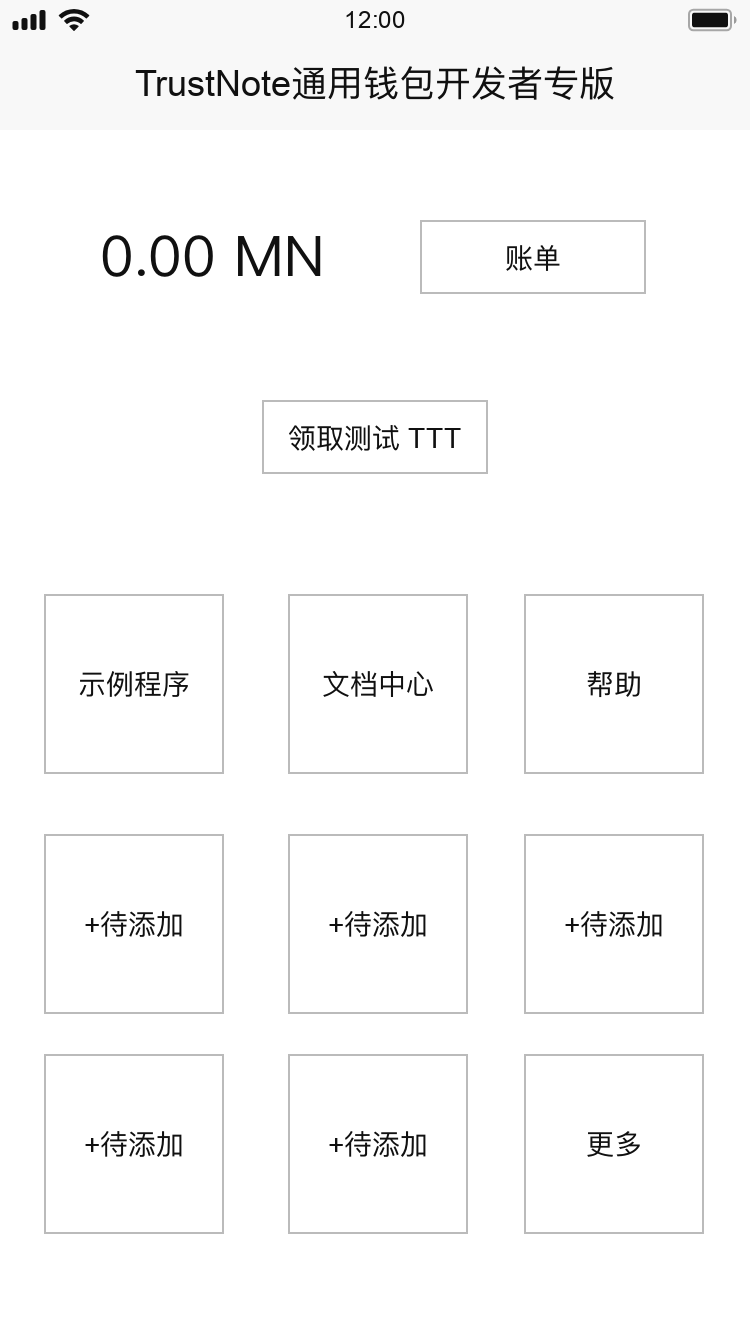 12:00
TrustNote通用钱包开发者专版
0.00 MN
账单
领取测试 TTT
示例程序
文档中心
帮助
+待添加
+待添加
+待添加
+待添加
+待添加
更多